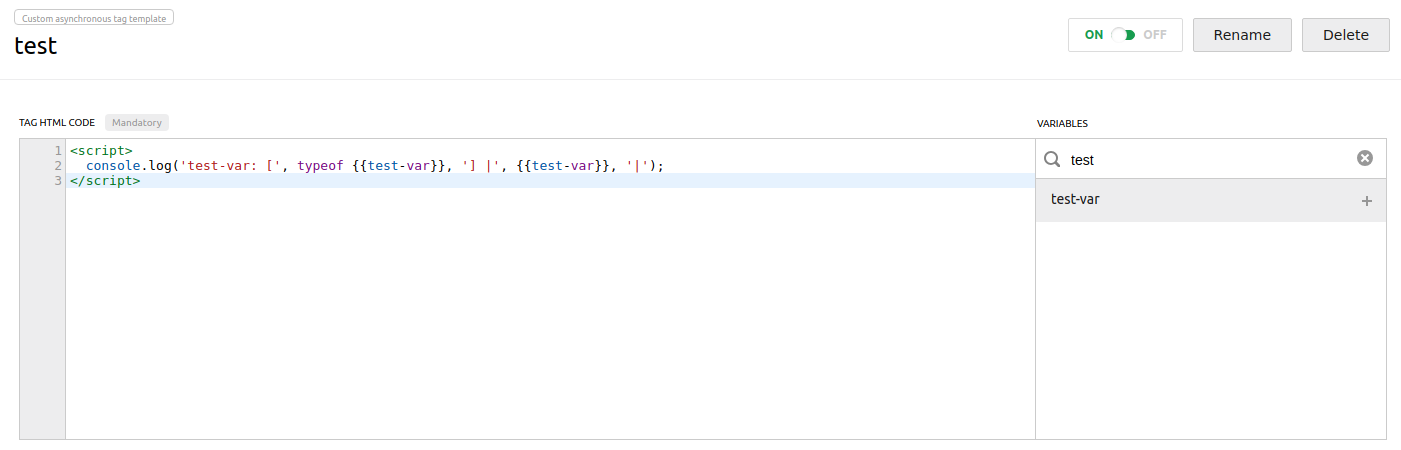 Custom asynchronous tag template
test
ON OFF
Rename
Delete
TAG HTML CODE Mandatory
VARIABLES
1 <script>
2   console.log('test-var: [', typeof {{test-var}}, '] |', {{test-var}}, '|');
3 </script>
test
test-var +